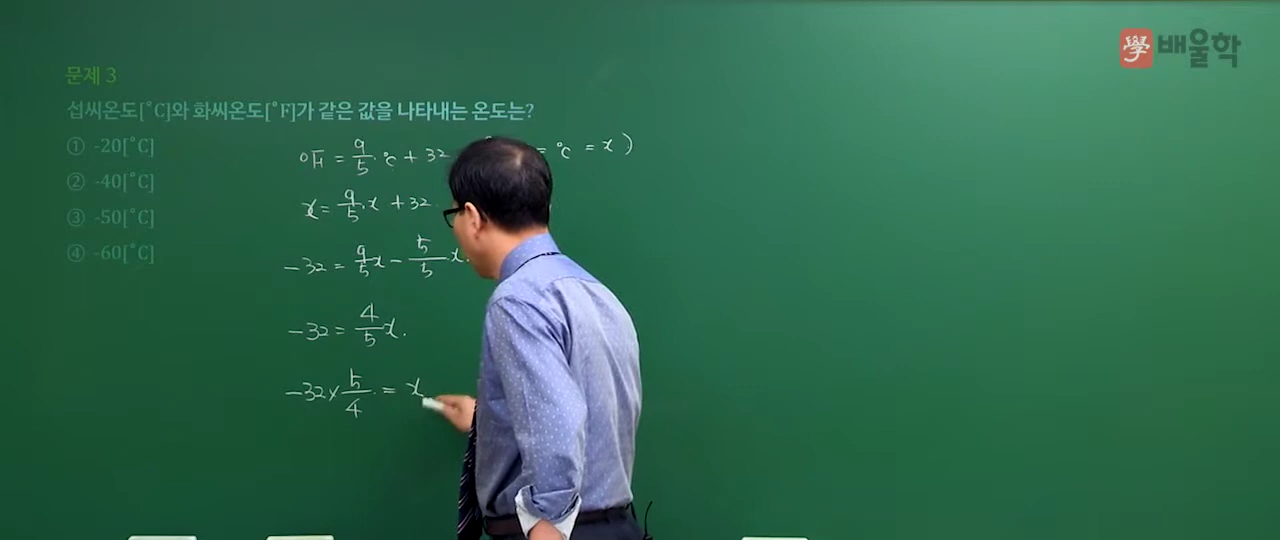 學 배울학
문제 3
섭씨온도[°C]와 화씨온도[°F]가 같은 값을 나타내는 온도는?
① -20[°C]
② -40[°C]
③ -50[°C]
④ -60[°C]
°F = 9/5·°C + 32 = °C = x)
x = 9/5·x + 32
-32 = 9/5x - 5/5x.
-32 = 4/5x.
-32 × 5/4 = x